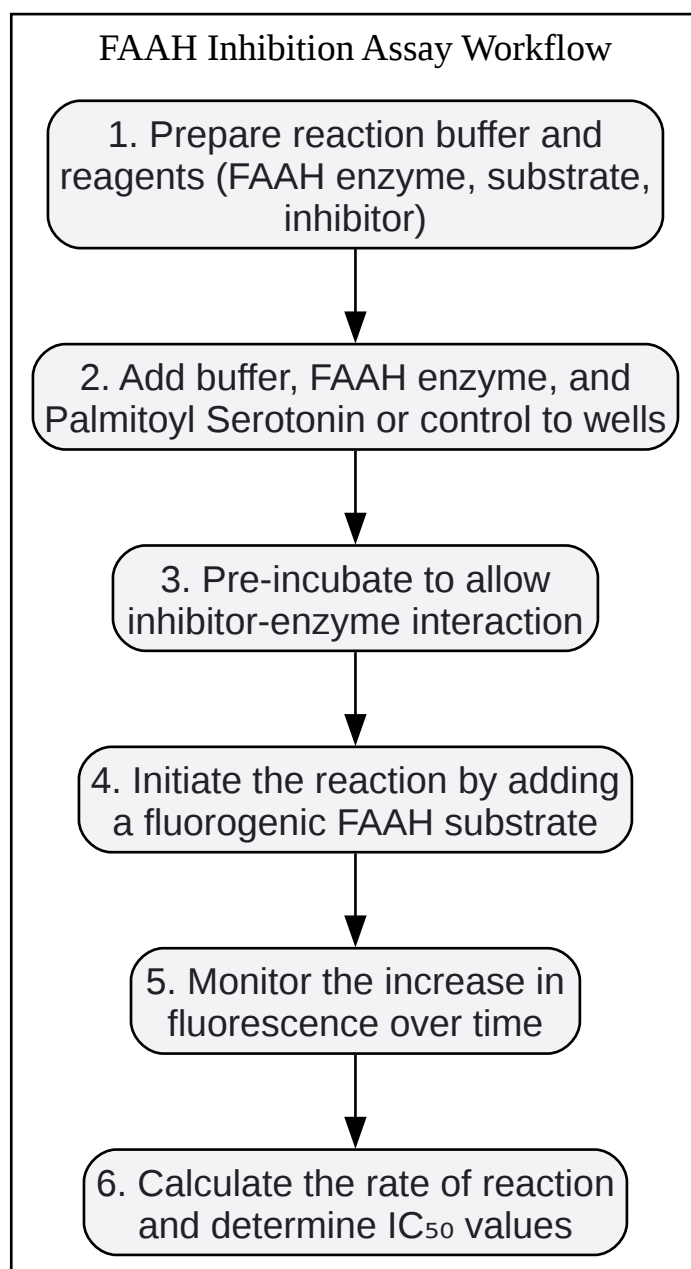 FAAH Inhibition Assay Workflow
1. Prepare reaction buffer and
reagents (FAAH enzyme, substrate,
inhibitor)
2. Add buffer, FAAH enzyme, and
Palmitoyl Serotonin or control to wells
3. Pre-incubate to allow
inhibitor-enzyme interaction
4. Initiate the reaction by adding
a fluorogenic FAAH substrate
5. Monitor the increase in
fluorescence over time
6. Calculate the rate of reaction
and determine IC₅₀ values